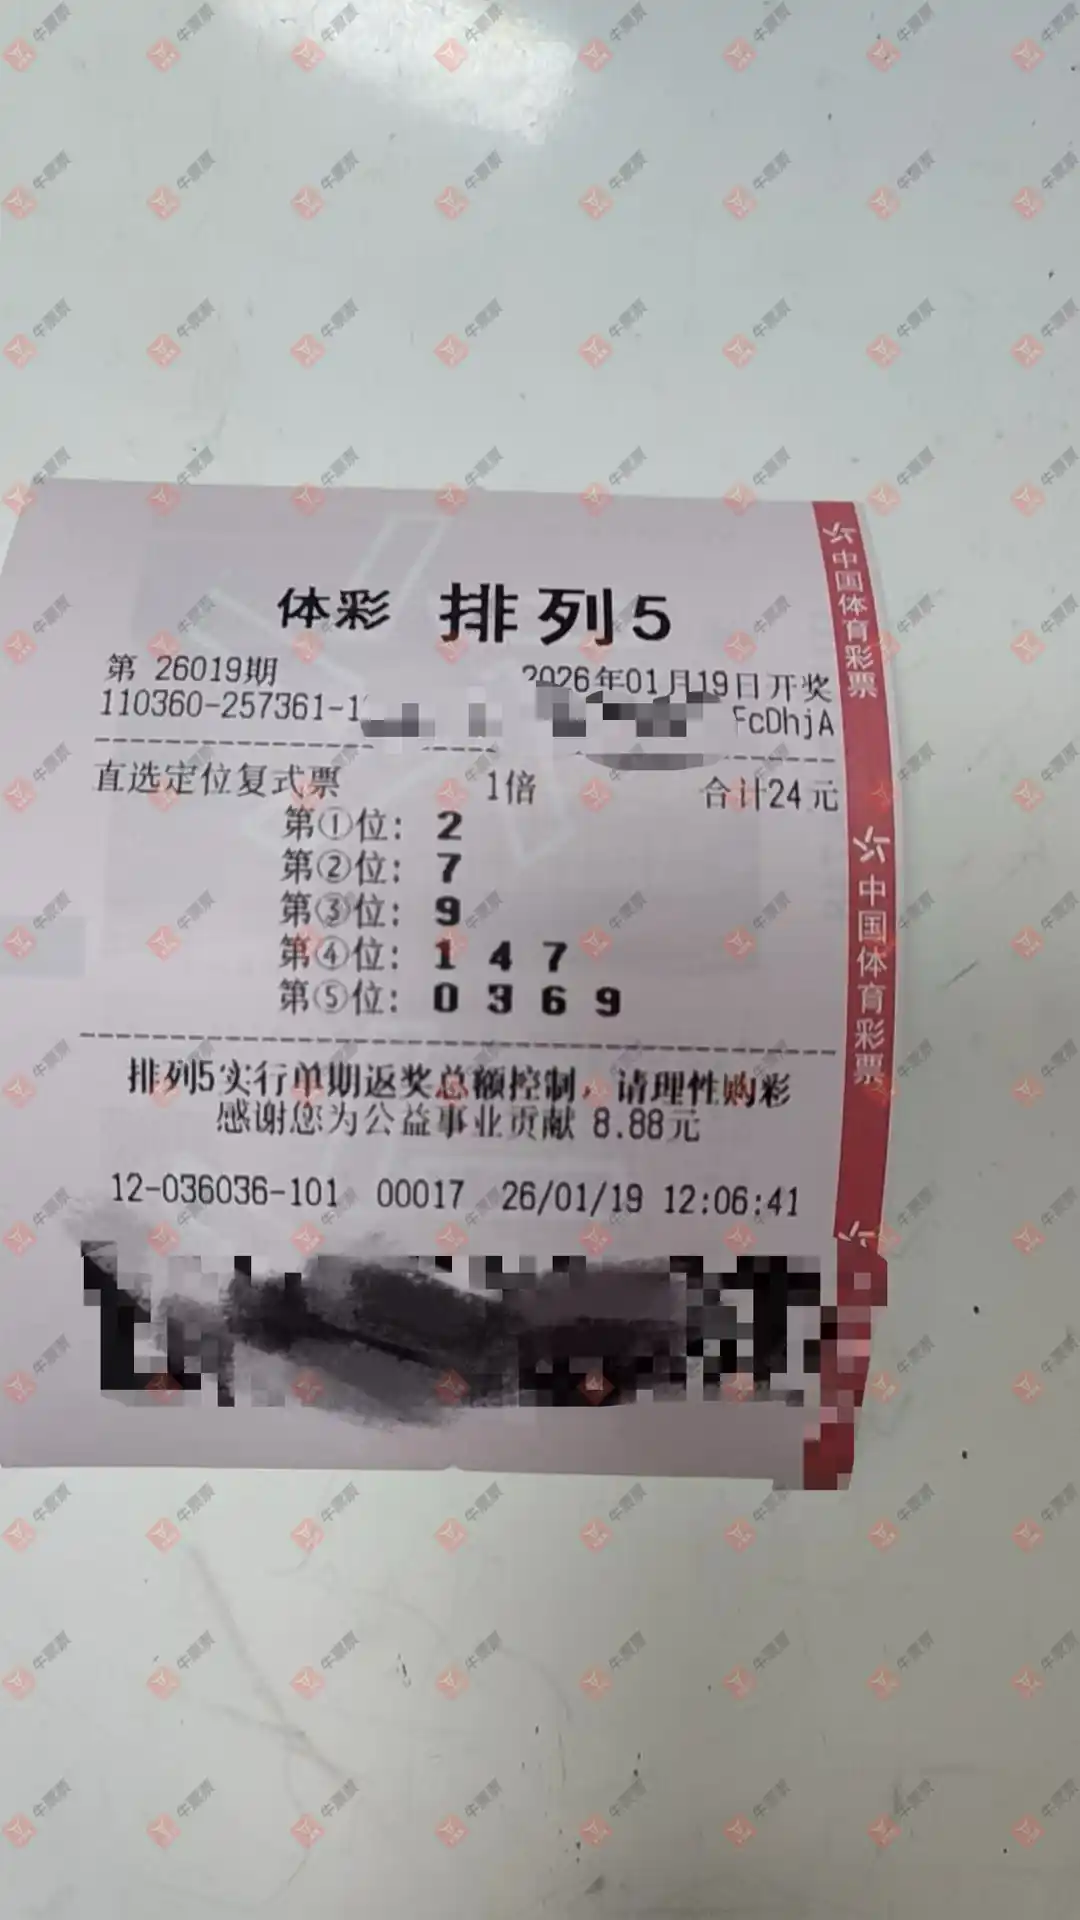 体彩 排列5
第 26019期 2026年01月19日开奖
110360-257361-1 FcDhjA
直选定位复式票 1倍 合计24元
第①位: 2
第②位: 7
第③位: 9
第④位: 1 4 7
第⑤位: 0 3 6 9
排列5实行单期返奖总额控制，请理性购彩
感谢您为公益事业贡献 8.88元
12-036036-101 00017 26/01/19 12:06:41
中国体育彩票
中国体育彩票
牛票票